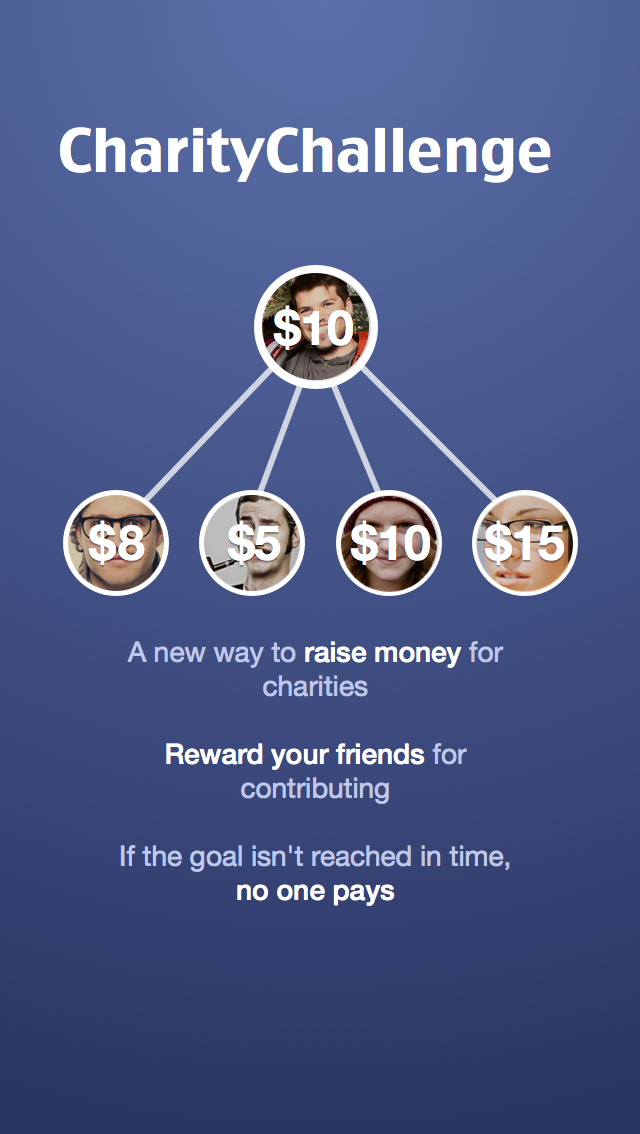 CharityChallenge
$10
$8 $5 $10 $15
A new way to raise money for
charities
Reward your friends for
contributing
If the goal isn't reached in time,
no one pays